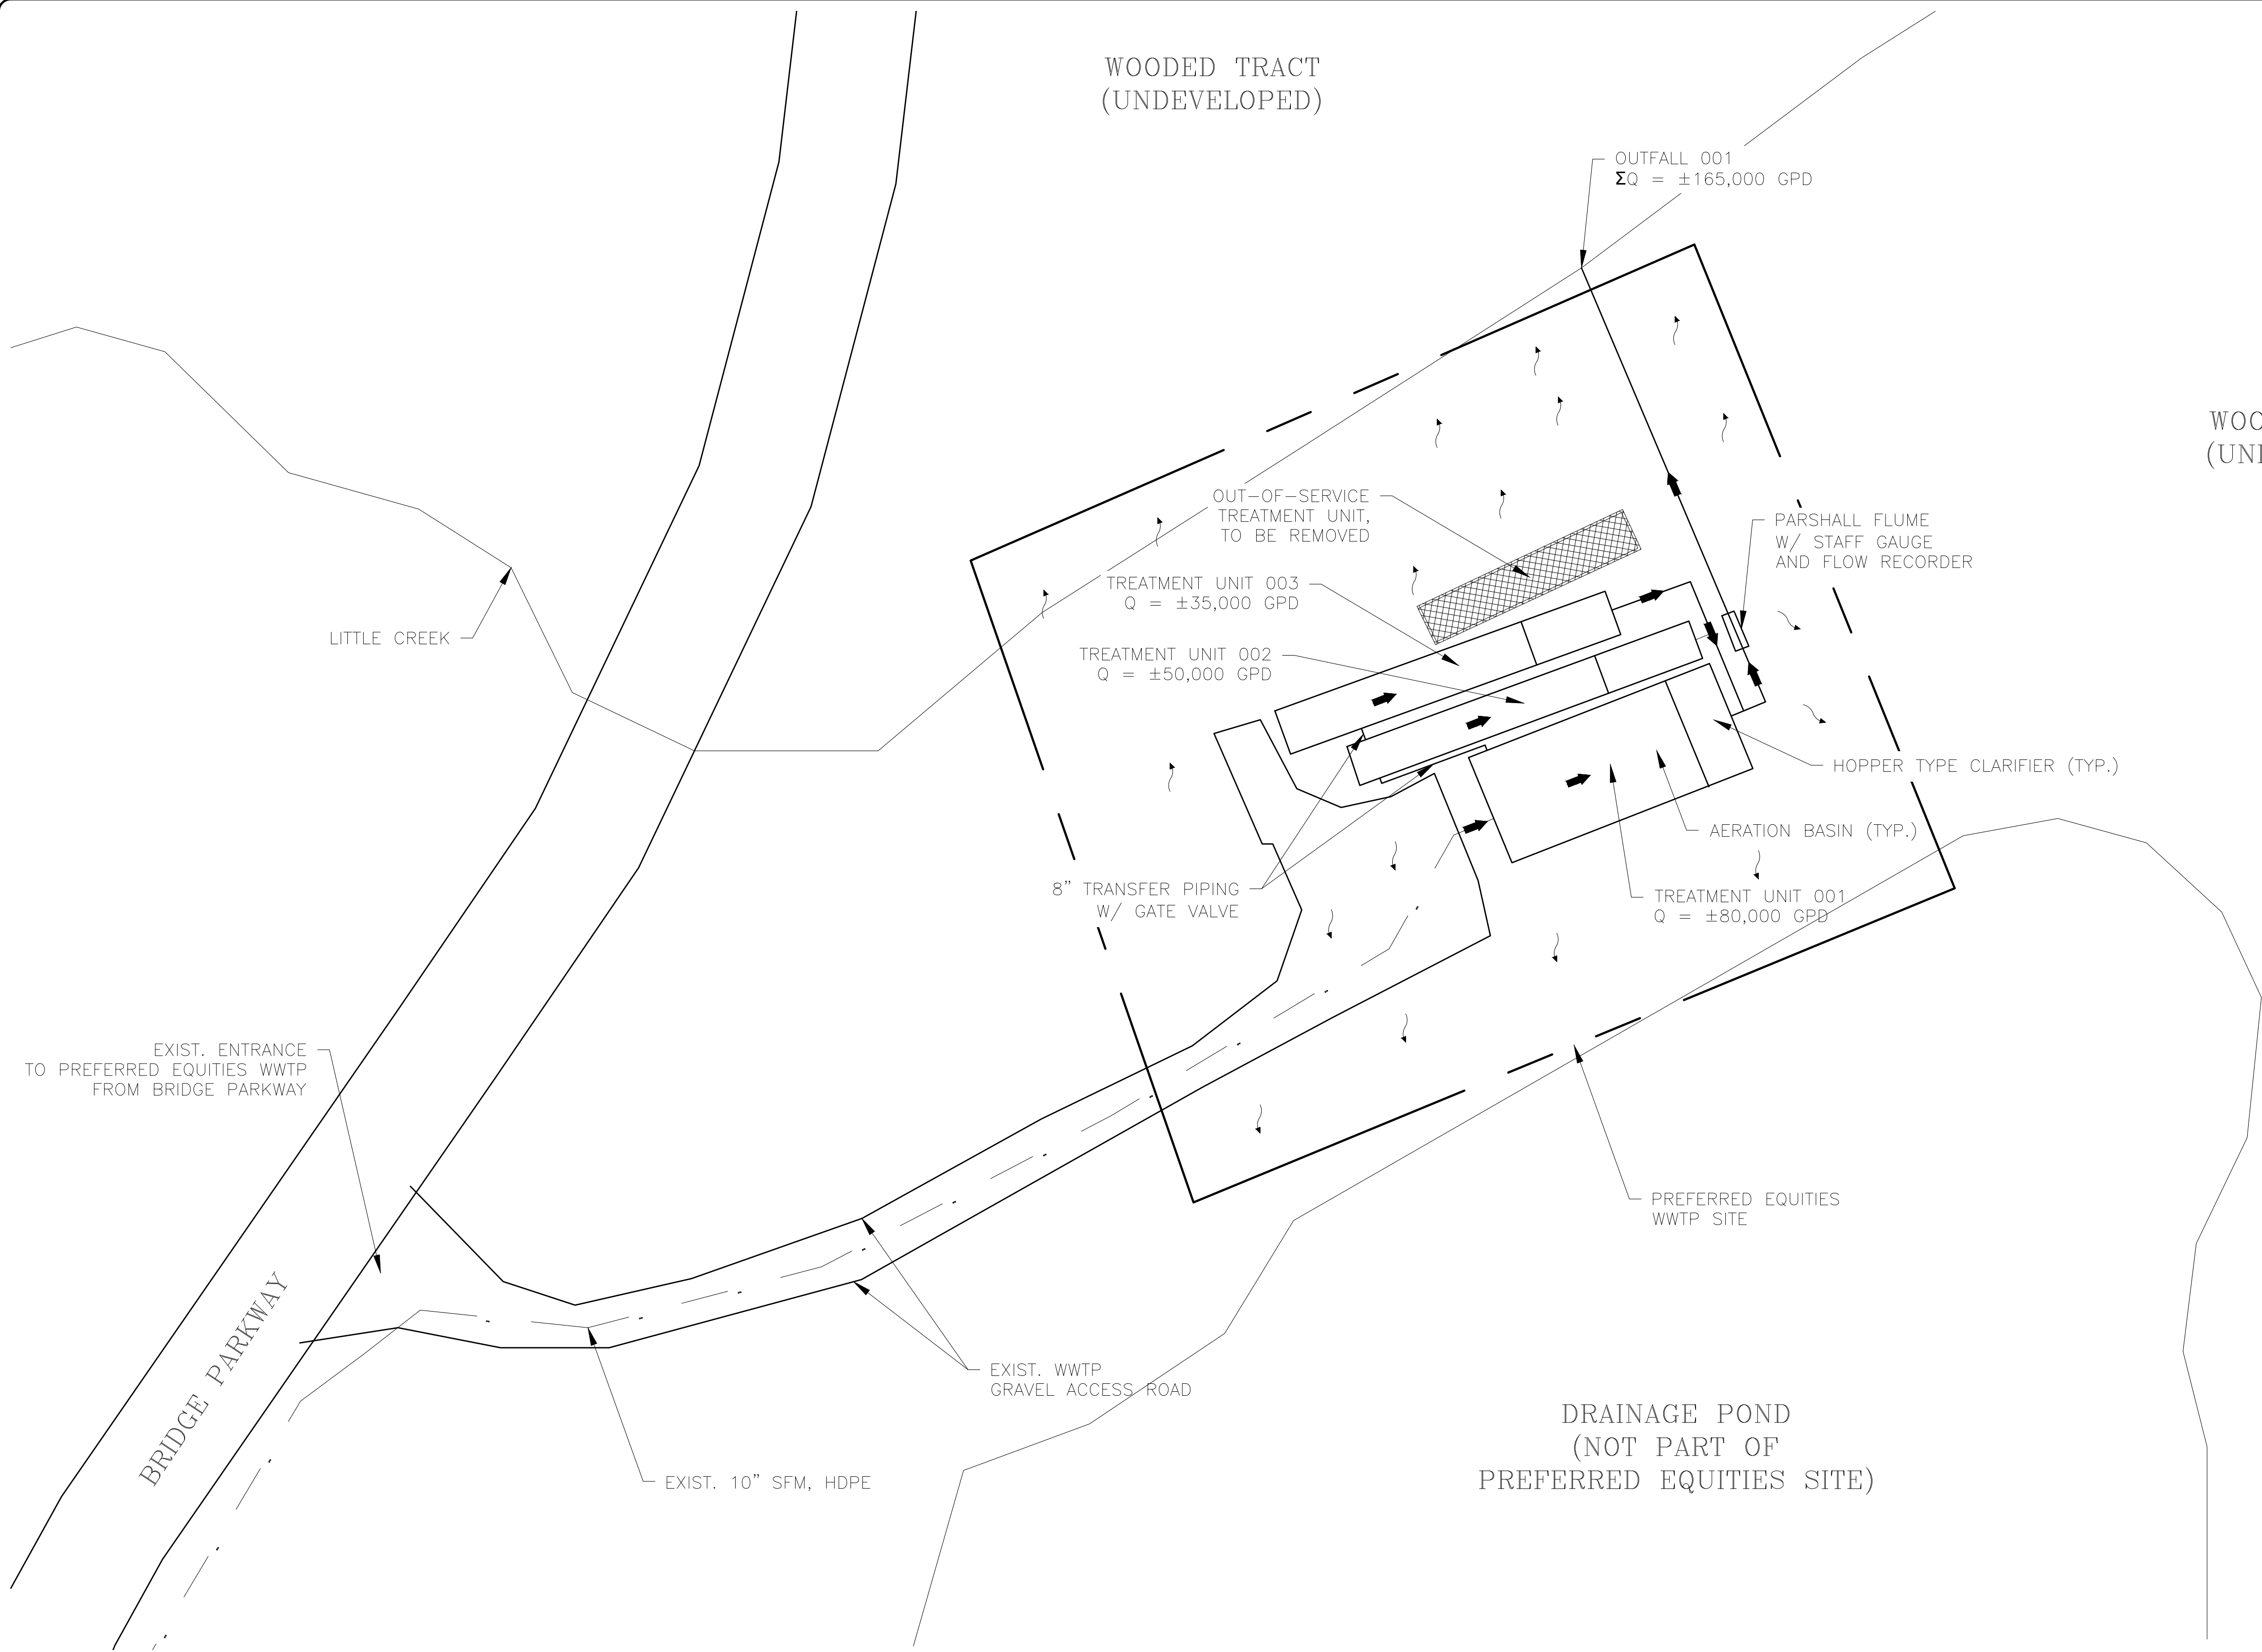 WOODED TRACT
(UNDEVELOPED)
OUTFALL 001
ΣQ = ±165,000 GPD
WOO
(UN
OUT-OF-SERVICE
TREATMENT UNIT,
TO BE REMOVED
PARSHALL FLUME
W/ STAFF GAUGE
AND FLOW RECORDER
TREATMENT UNIT 003
Q = ±35,000 GPD
LITTLE CREEK
TREATMENT UNIT 002
Q = ±50,000 GPD
HOPPER TYPE CLARIFIER (TYP.)
AERATION BASIN (TYP.)
8" TRANSFER PIPING
W/ GATE VALVE
TREATMENT UNIT 001
Q = ±80,000 GPD
EXIST. ENTRANCE
TO PREFERRED EQUITIES WWTP
FROM BRIDGE PARKWAY
PREFERRED EQUITIES
WWTP SITE
BRIDGE PARKWAY
EXIST. WWTP
GRAVEL ACCESS ROAD
EXIST. 10" SFM, HDPE
DRAINAGE POND
(NOT PART OF
PREFERRED EQUITIES SITE)